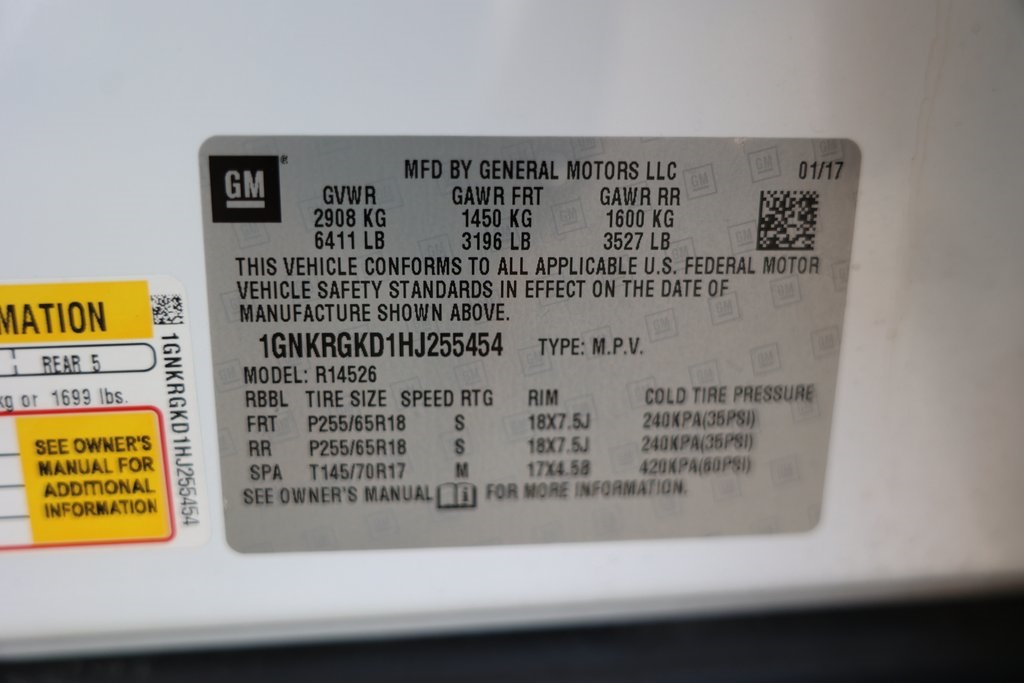 GM®
MFD BY GENERAL MOTORS LLC 01/17
GVWR GAWR FRT GAWR RR
2908 KG 1450 KG 1600 KG
6411 LB 3196 LB 3527 LB
THIS VEHICLE CONFORMS TO ALL APPLICABLE U.S. FEDERAL MOTOR
VEHICLE SAFETY STANDARDS IN EFFECT ON THE DATE OF
MANUFACTURE SHOWN ABOVE.
1GNKRGKD1HJ255454 TYPE: M.P.V.
MODEL: R14526
RBBL TIRE SIZE SPEED RTG RIM COLD TIRE PRESSURE
FRT P255/65R18 S 18X7.5J 240KPA(35PSI)
RR P255/65R18 S 18X7.5J 240KPA(35PSI)
SPA T145/70R17 M 17X4.5B 420KPA(60PSI)
SEE OWNER'S MANUAL FOR MORE INFORMATION.
MATION
REAR 5
kg or 1699 lbs.
SEE OWNER'S
MANUAL FOR
ADDITIONAL
INFORMATION
1GNKRGKD1HJ255454